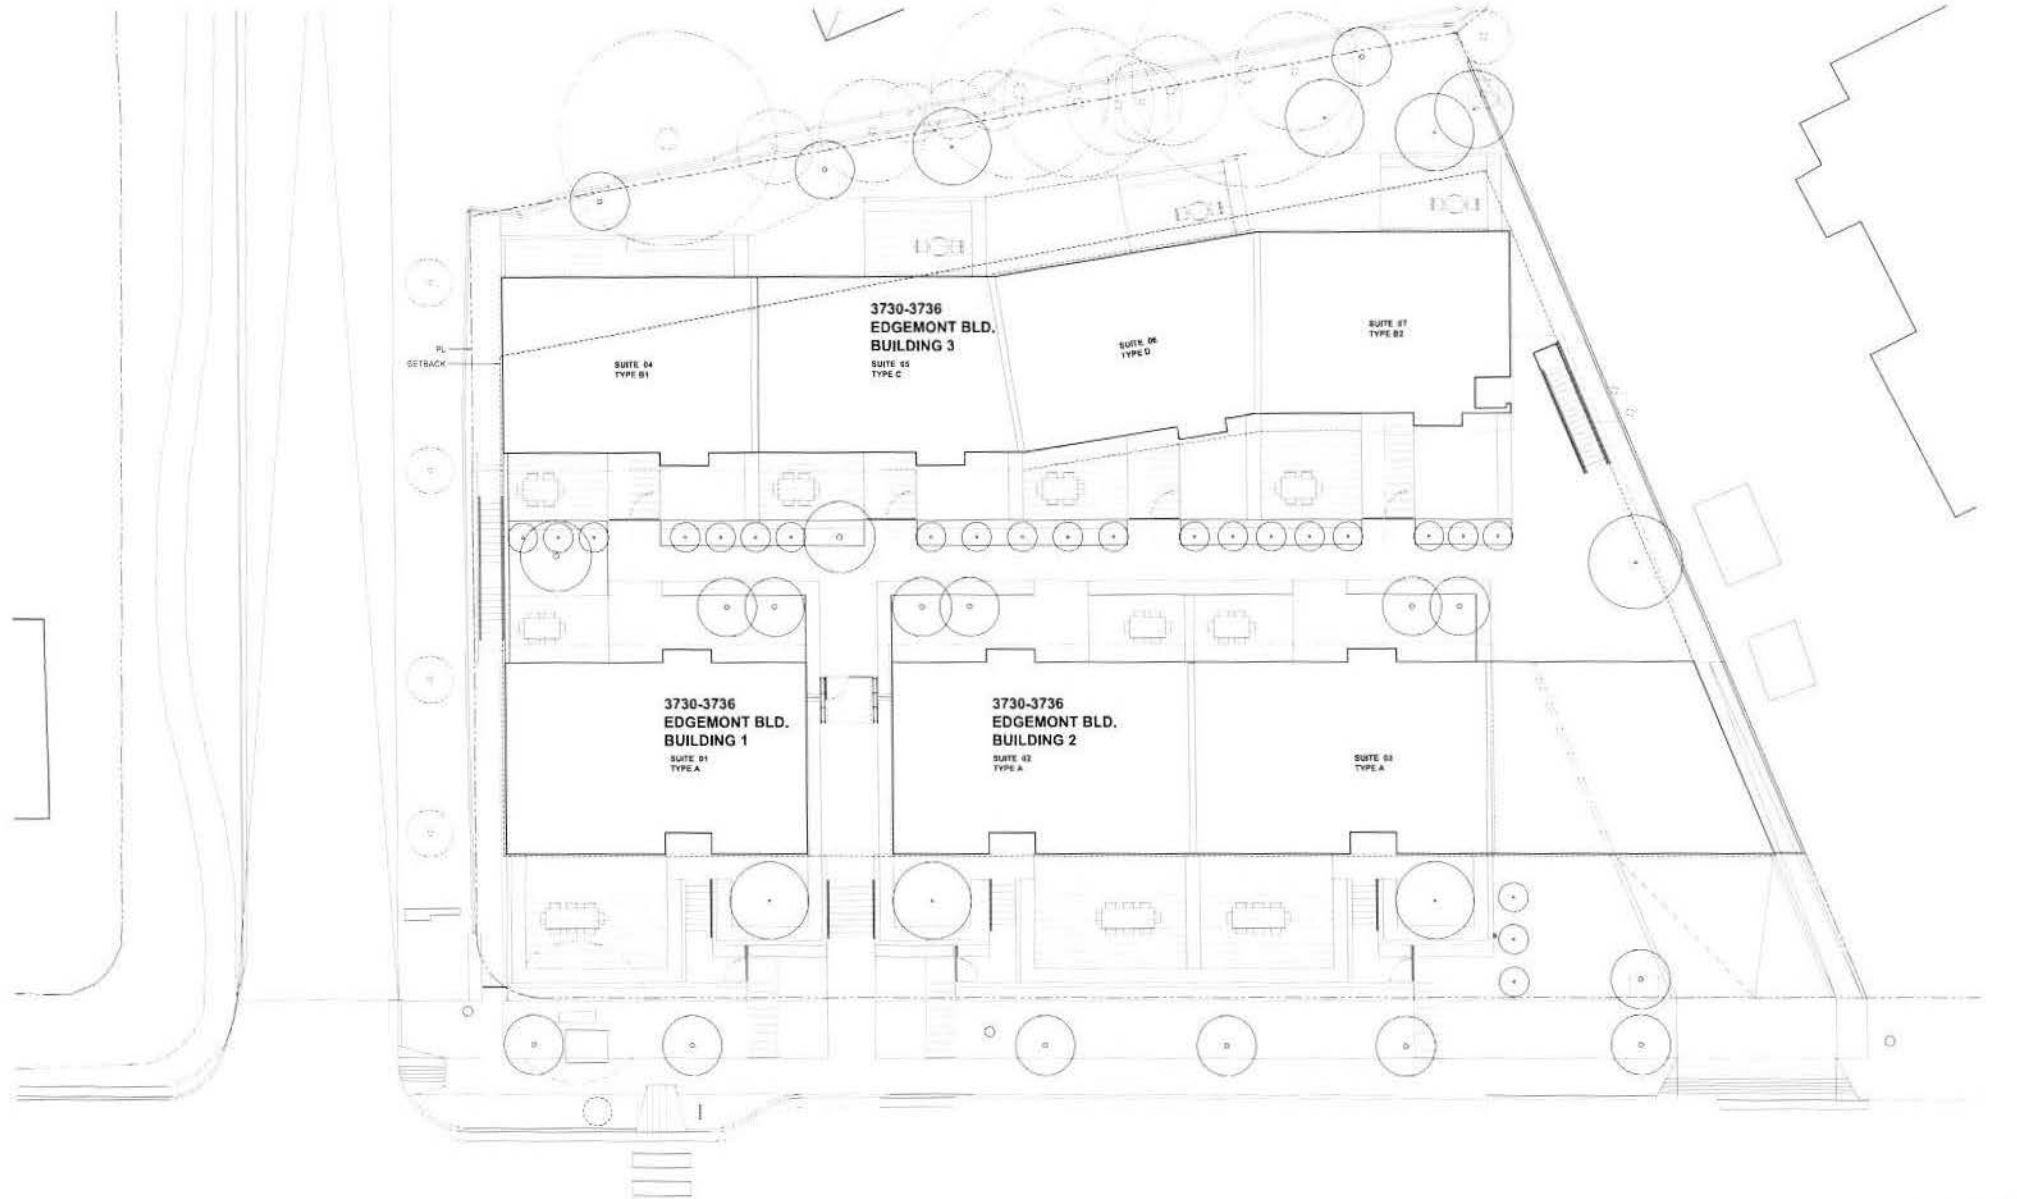 3730-3736
EDGEMONT BLD.
BUILDING 3
SUITE 05
TYPE C
SUITE 07
TYPE B2
SUITE 06
TYPE D
PL
SETBACK
SUITE 04
TYPE B1
3730-3736
EDGEMONT BLD.
BUILDING 1
SUITE 01
TYPE A
3730-3736
EDGEMONT BLD.
BUILDING 2
SUITE 02
TYPE A
SUITE 03
TYPE A